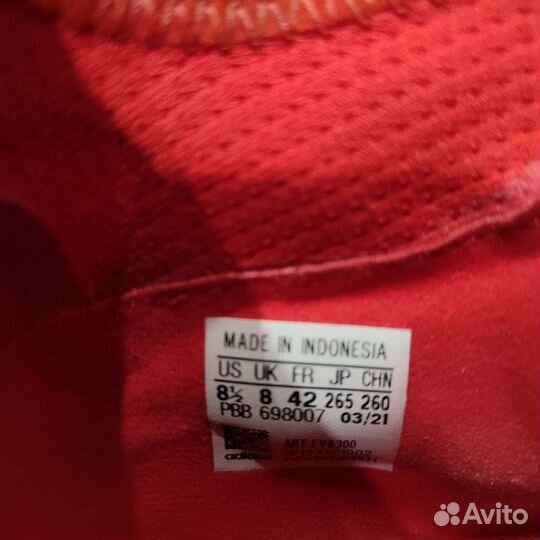 MADE IN INDONESIA
US UK FR JP CHN
8½ 8 42 265 260
PBB 698007 03/21
ART FY6300
adidas
Avito